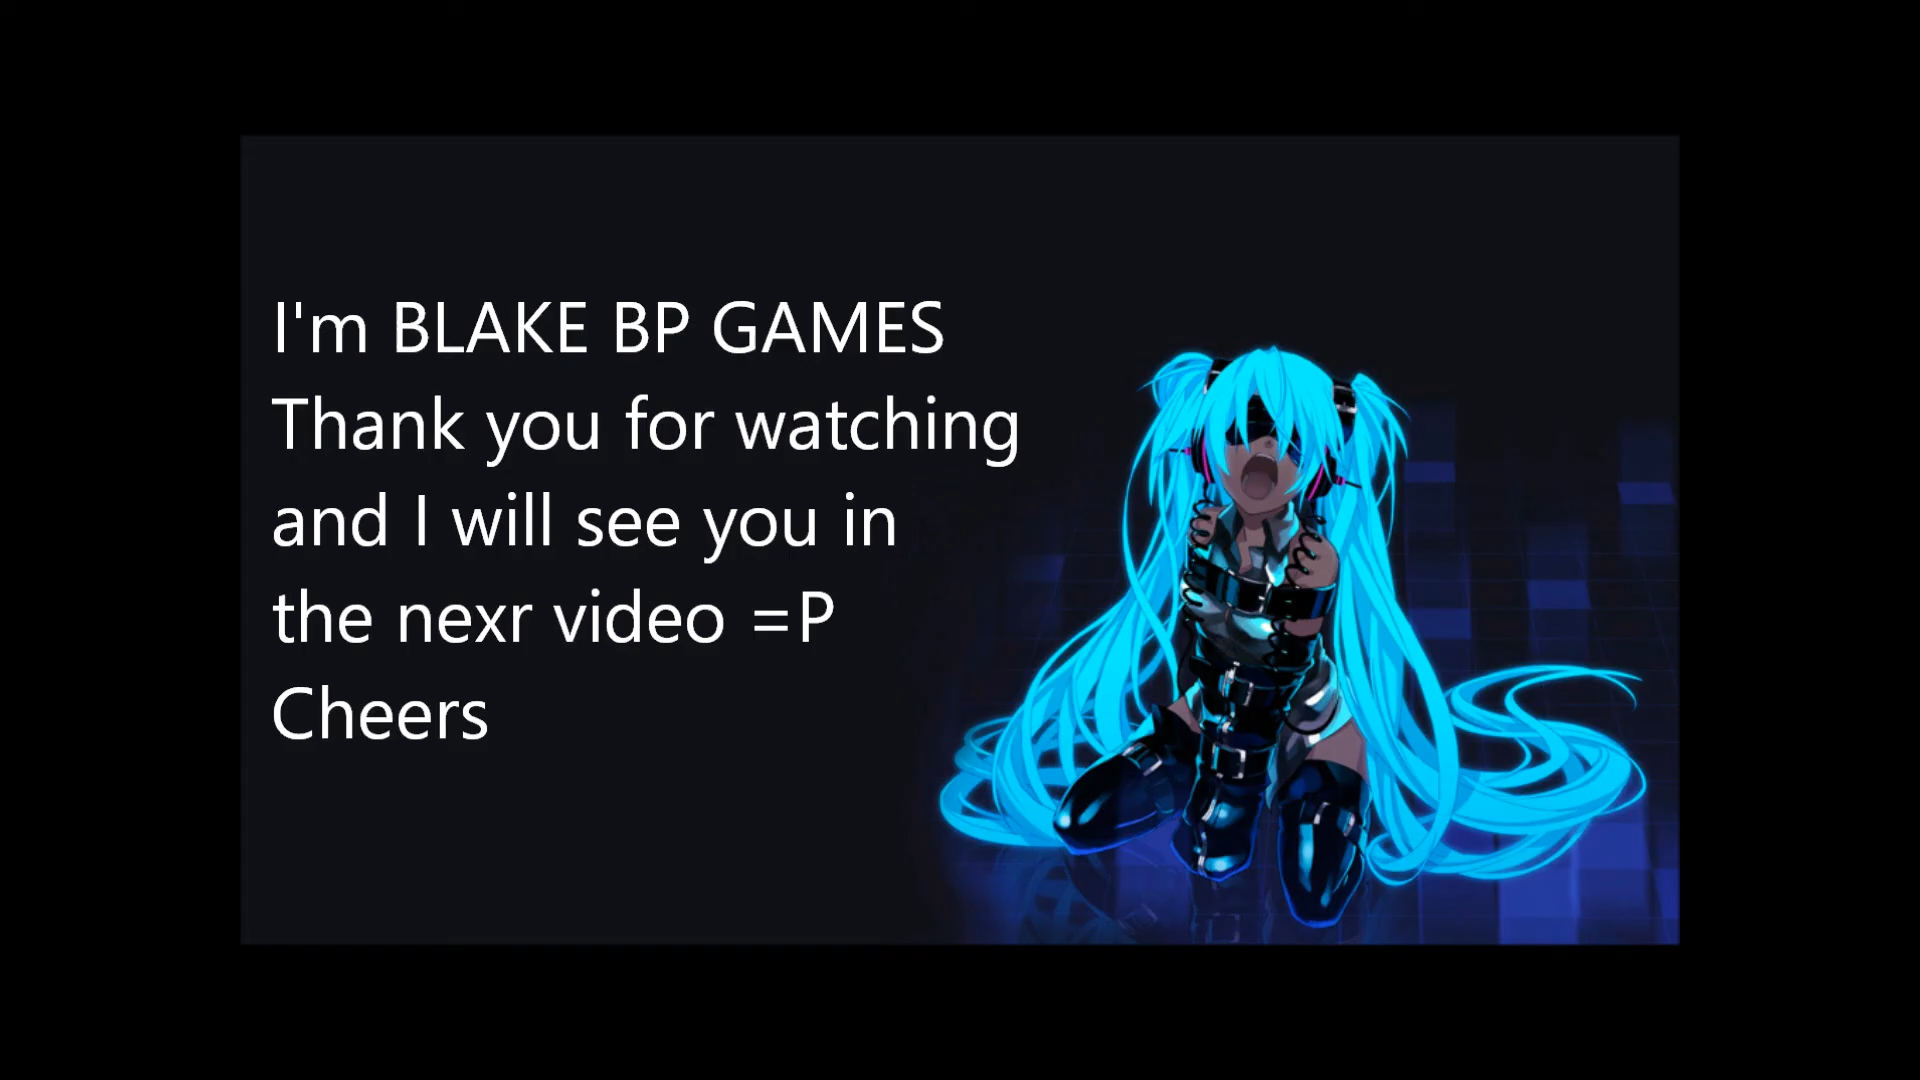 I'm BLAKE BP GAMES
Thank you for watching
and I will see you in
the nexr video =P
Cheers